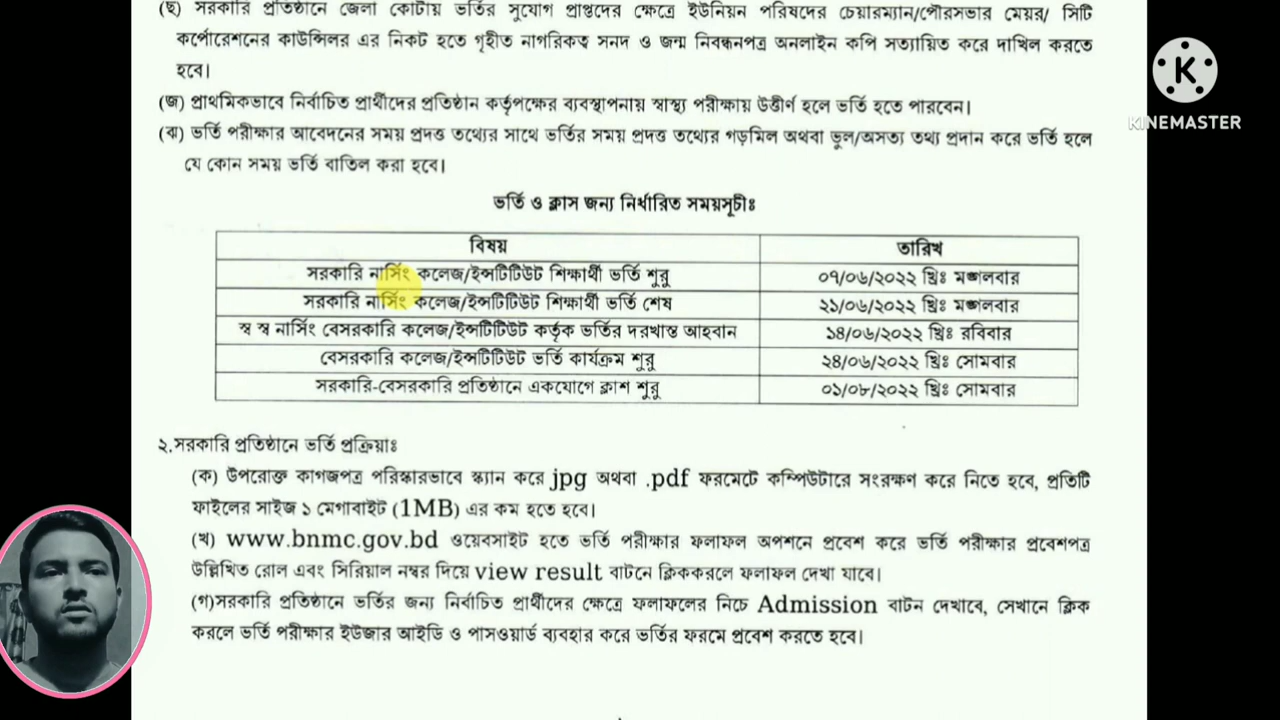 (ছ) সরকারি প্রতিষ্ঠানে জেলা কোটায় ভর্তির সুযোগ প্রাপ্তদের ক্ষেত্রে ইউনিয়ন পরিষদের চেয়ারম্যান/পৌরসভার মেয়র/ সিটি
কর্পোরেশনের কাউন্সিলর এর নিকট হতে গৃহীত নাগরিকত্ব সনদ ও জন্ম নিবন্ধনপত্র অনলাইন কপি সত্যায়িত করে দাখিল করতে
হবে।
(জ) প্রাথমিকভাবে নির্বাচিত প্রার্থীদের প্রতিষ্ঠান কর্তৃপক্ষের ব্যবস্থাপনায় স্বাস্থ্য পরীক্ষায় উত্তীর্ণ হলে ভর্তি হতে পারবেন।
(ঝ) ভর্তি পরীক্ষার আবেদনের সময় প্রদত্ত তথ্যের সাথে ভর্তির সময় প্রদত্ত তথ্যের গড়মিল অথবা ভুল/অসত্য তথ্য প্রদান করে ভর্তি হলে
যে কোন সময় ভর্তি বাতিল করা হবে।
KINEMASTER
ভর্তি ও ক্লাস জন্য নির্ধারিত সময়সূচীঃ
বিষয় তারিখ
সরকারি নার্সিং কলেজ/ইন্সটিটিউট শিক্ষার্থী ভর্তি শুরু ০৭/০৬/২০২২ খ্রিঃ মঙ্গলবার
সরকারি নার্সিং কলেজ/ইন্সটিটিউট শিক্ষার্থী ভর্তি শেষ ২১/০৬/২০২২ খ্রিঃ মঙ্গলবার
স্ব স্ব নার্সিং বেসরকারি কলেজ/ইন্সটিটিউট কর্তৃক ভর্তির দরখাস্ত আহবান ১৪/০৬/২০২২ খ্রিঃ রবিবার
বেসরকারি কলেজ/ইন্সটিটিউট ভর্তি কার্যক্রম শুরু ২৪/০৬/২০২২ খ্রিঃ সোমবার
সরকারি-বেসরকারি প্রতিষ্ঠানে একযোগে ক্লাশ শুরু ০১/০৮/২০২২ খ্রিঃ সোমবার
২.সরকারি প্রতিষ্ঠানে ভর্তি প্রক্রিয়াঃ
(ক) উপরোক্ত কাগজপত্র পরিস্কারভাবে স্ক্যান করে jpg অথবা .pdf ফরমেটে কম্পিউটারে সংরক্ষণ করে নিতে হবে, প্রতিটি
ফাইলের সাইজ ১ মেগাবাইট (1MB) এর কম হতে হবে।
(খ) www.bnmc.gov.bd ওয়েবসাইট হতে ভর্তি পরীক্ষার ফলাফল অপশনে প্রবেশ করে ভর্তি পরীক্ষার প্রবেশপত্র
উল্লিখিত রোল এবং সিরিয়াল নম্বর দিয়ে view result বাটনে ক্লিককরলে ফলাফল দেখা যাবে।
(গ)সরকারি প্রতিষ্ঠানে ভর্তির জন্য নির্বাচিত প্রার্থীদের ক্ষেত্রে ফলাফলের নিচে Admission বাটন দেখাবে, সেখানে ক্লিক
করলে ভর্তি পরীক্ষার ইউজার আইডি ও পাসওয়ার্ড ব্যবহার করে ভর্তির ফরমে প্রবেশ করতে হবে।